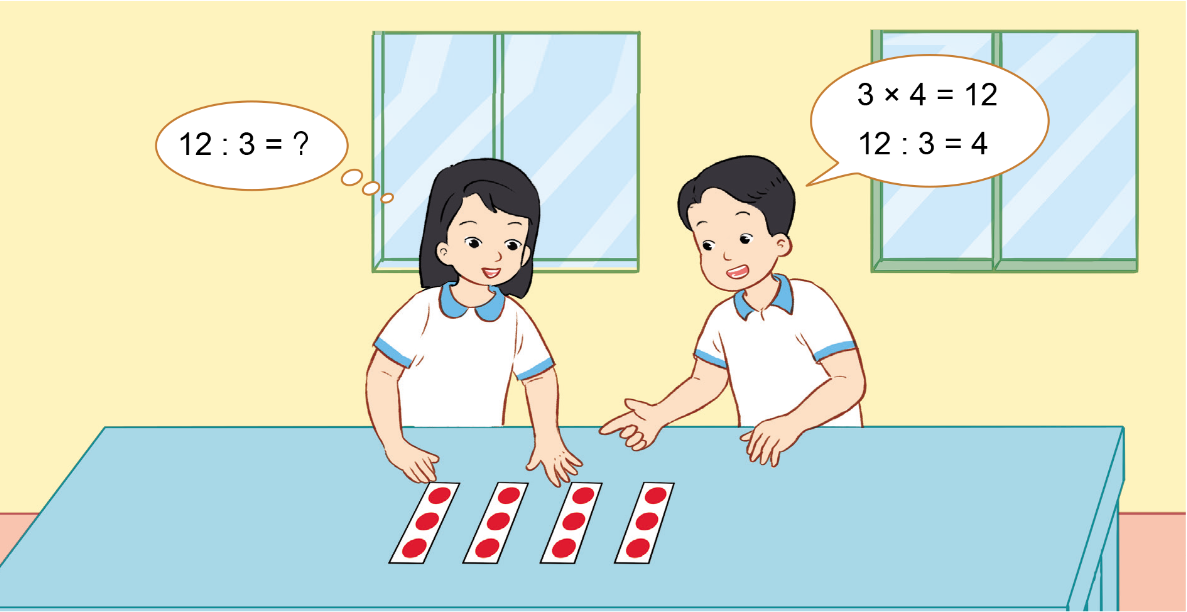 12 : 3 = ?
3 × 4 = 12
12 : 3 = 4